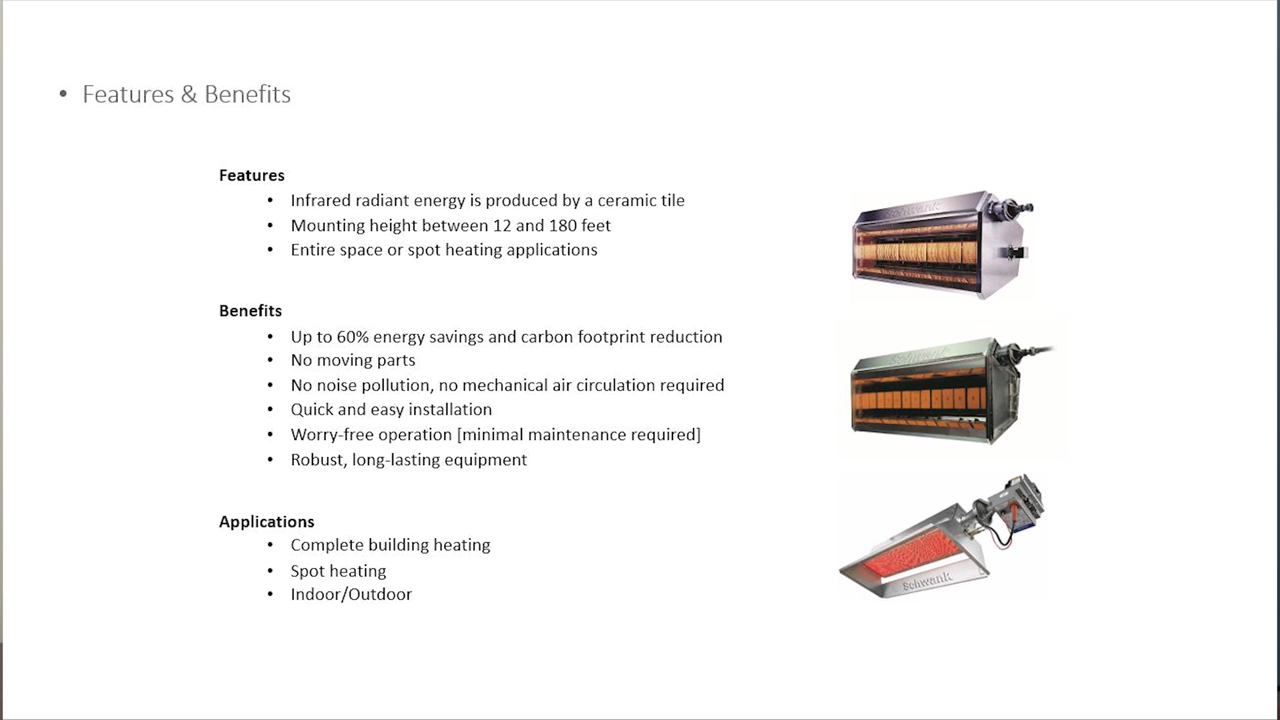 • Features & Benefits
Features
• Infrared radiant energy is produced by a ceramic tile
• Mounting height between 12 and 180 feet
• Entire space or spot heating applications
Benefits
• Up to 60% energy savings and carbon footprint reduction
• No moving parts
• No noise pollution, no mechanical air circulation required
• Quick and easy installation
• Worry-free operation [minimal maintenance required]
• Robust, long-lasting equipment
Applications
• Complete building heating
• Spot heating
• Indoor/Outdoor
Schwank
Schwank
Schwank